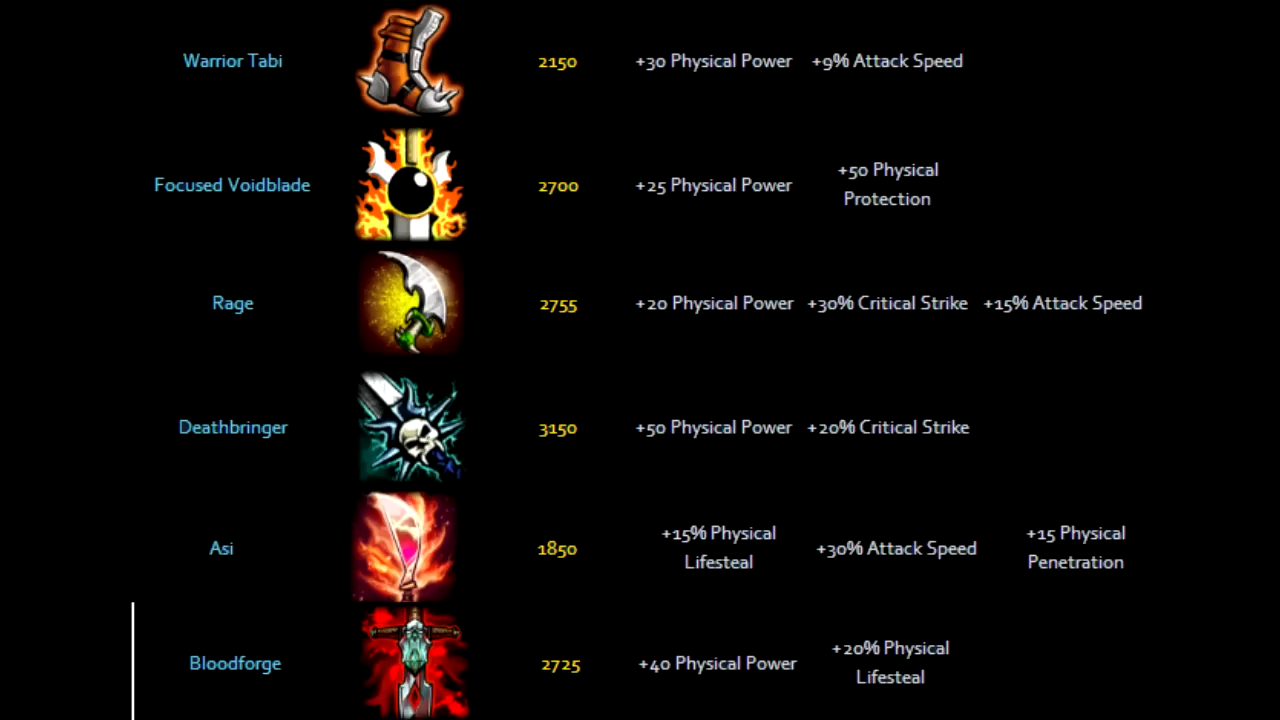 Warrior Tabi 2150 +30 Physical Power +9% Attack Speed
Focused Voidblade 2700 +25 Physical Power +50 Physical
Protection
Rage 2755 +20 Physical Power +30% Critical Strike +15% Attack Speed
Deathbringer 3150 +50 Physical Power +20% Critical Strike
Asi 1850 +15% Physical
Lifesteal +30% Attack Speed +15 Physical
Penetration
Bloodforge 2725 +40 Physical Power +20% Physical
Lifesteal